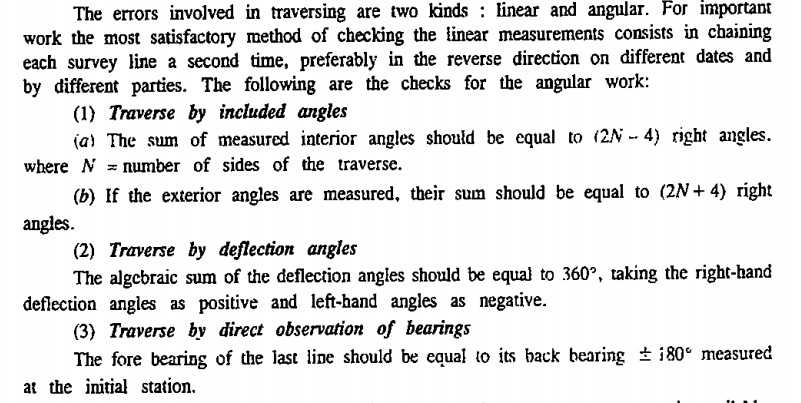 The errors involved in traversing are two kinds : linear and angular. For important
work the most satisfactory method of checking the linear measurements consists in chaining
each survey line a second time, preferably in the reverse direction on different dates and
by different parties. The following are the checks for the angular work:
(1) Traverse by included angles
(a) The sum of measured interior angles should be equal to (2N – 4) right angles.
where N = number of sides of the traverse.
(b) If the exterior angles are measured, their sum should be equal to (2N + 4) right
angles.
(2) Traverse by deflection angles
The algebraic sum of the deflection angles should be equal to 360°, taking the right-hand
deflection angles as positive and left-hand angles as negative.
(3) Traverse by direct observation of bearings
The fore bearing of the last line should be equal to its back bearing ± 180° measured
at the initial station.